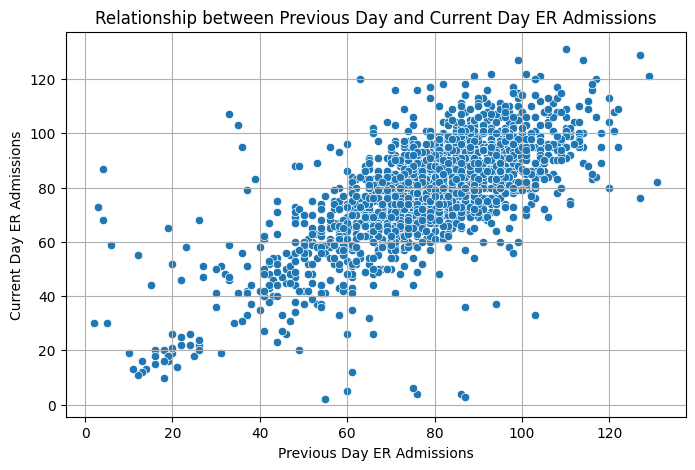 Relationship between Previous Day and Current Day ER Admissions
Current Day ER Admissions
120
100
80
60
40
20
0
0 20 40 60 80 100 120
Previous Day ER Admissions